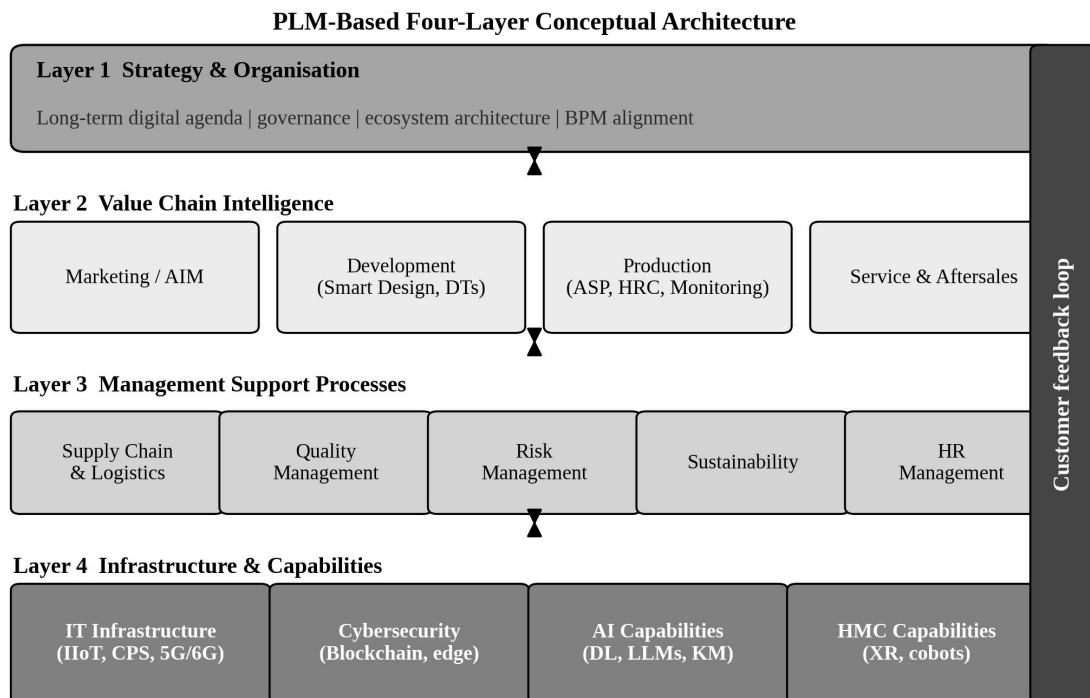 PLM-Based Four-Layer Conceptual Architecture
Layer 1  Strategy & Organisation
Long-term digital agenda | governance | ecosystem architecture | BPM alignment
Layer 2  Value Chain Intelligence
Marketing / AIM
Development
(Smart Design, DTs)
Production
(ASP, HRC, Monitoring)
Service & Aftersales
Layer 3  Management Support Processes
Supply Chain
& Logistics
Quality
Management
Risk
Management
Sustainability
HR
Management
Layer 4  Infrastructure & Capabilities
IT Infrastructure
(IIoT, CPS, 5G/6G)
Cybersecurity
(Blockchain, edge)
AI Capabilities
(DL, LLMs, KM)
HMC Capabilities
(XR, cobots)
Customer feedback loop